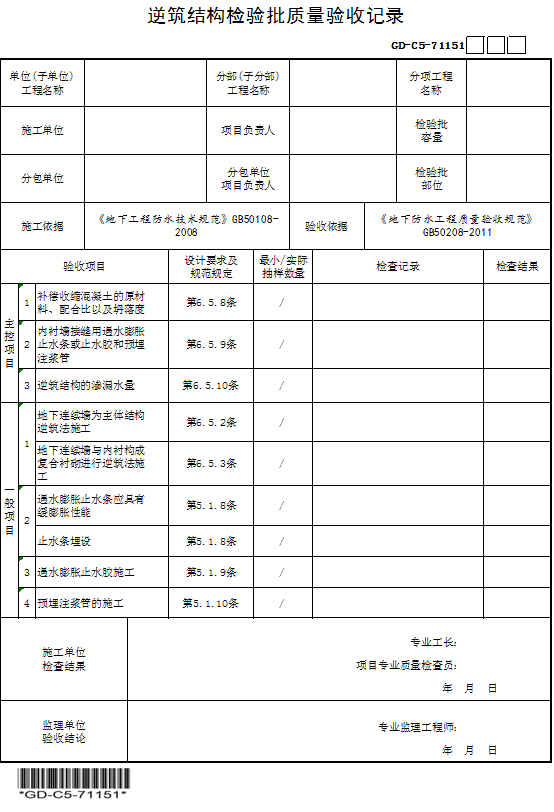 逆筑结构检验批质量验收记录
GD-C5-71151
单位(子单位)
工程名称
分部(子分部)
工程名称
分项工程
名称
施工单位
项目负责人
检验批
容量
分包单位
分包单位
项目负责人
检验批
部位
施工依据
《地下工程防水技术规范》GB50108-
2008
验收依据
《地下防水工程质量验收规范》
GB50208-2011
验收项目
设计要求及
规范规定
最小/实际
抽样数量
检查记录
检查结果
主控项目
1
补偿收缩混凝土的原材
料、配合比以及坍落度
第6.5.8条
/
2
内衬墙接缝用遇水膨胀
止水条或止水胶和预埋
注浆管
第6.5.9条
/
3
逆筑结构的渗漏水量
第6.5.10条
/
一般项目
1
地下连续墙为主体结构
逆筑法施工
第6.5.2条
/
地下连续墙与内衬构成
复合衬砌进行逆筑法施
工
第6.5.3条
/
2
遇水膨胀止水条应具有
缓膨胀性能
第5.1.8条
/
止水条埋设
第5.1.8条
/
3
遇水膨胀止水胶施工
第5.1.9条
/
4
预埋注浆管的施工
第5.1.10条
/
施工单位
检查结果
专业工长:
项目专业质量检查员:
年 月 日
监理单位
验收结论
专业监理工程师:
年 月 日
*GD-C5-71151*